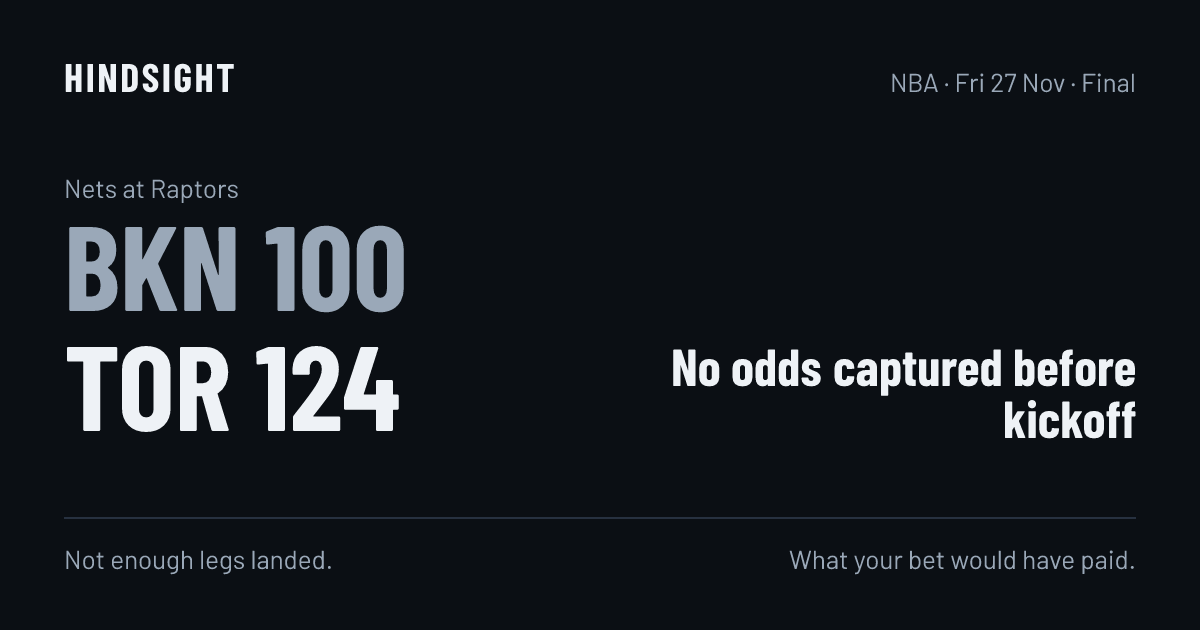 HINDSIGHT
NBA · Fri 27 Nov · Final
Nets at Raptors
BKN 100
TOR 124
No odds captured before
kickoff
Not enough legs landed.
What your bet would have paid.